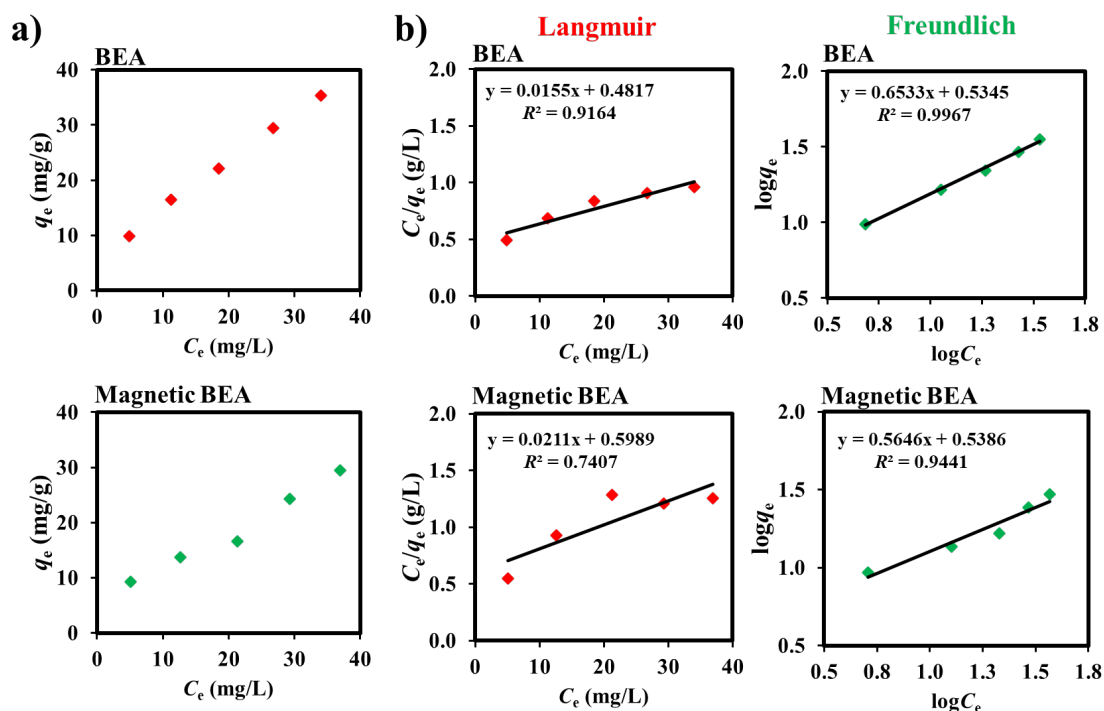 a)
BEA
40
30
20
10
0
qe (mg/g)
0 10 20 30 40
Ce (mg/L)
Magnetic BEA
40
30
20
10
0
qe (mg/g)
0 10 20 30 40
Ce (mg/L)
b)
Langmuir
BEA
y = 0.0155x + 0.4817
R² = 0.9164
2.0
1.5
1.0
0.5
0.0
Ce/qe (g/L)
0 10 20 30 40
Ce (mg/L)
Freundlich
BEA
y = 0.6533x + 0.5345
R² = 0.9967
2.0
1.5
1.0
0.5
logqe
0.5 0.8 1.0 1.3 1.5 1.8
logCe
Magnetic BEA
y = 0.0211x + 0.5989
R² = 0.7407
2.0
1.5
1.0
0.5
0.0
Ce/qe (g/L)
0 10 20 30 40
Ce (mg/L)
Magnetic BEA
y = 0.5646x + 0.5386
R² = 0.9441
2.0
1.5
1.0
0.5
logqe
0.5 0.8 1.0 1.3 1.5 1.8
logCe